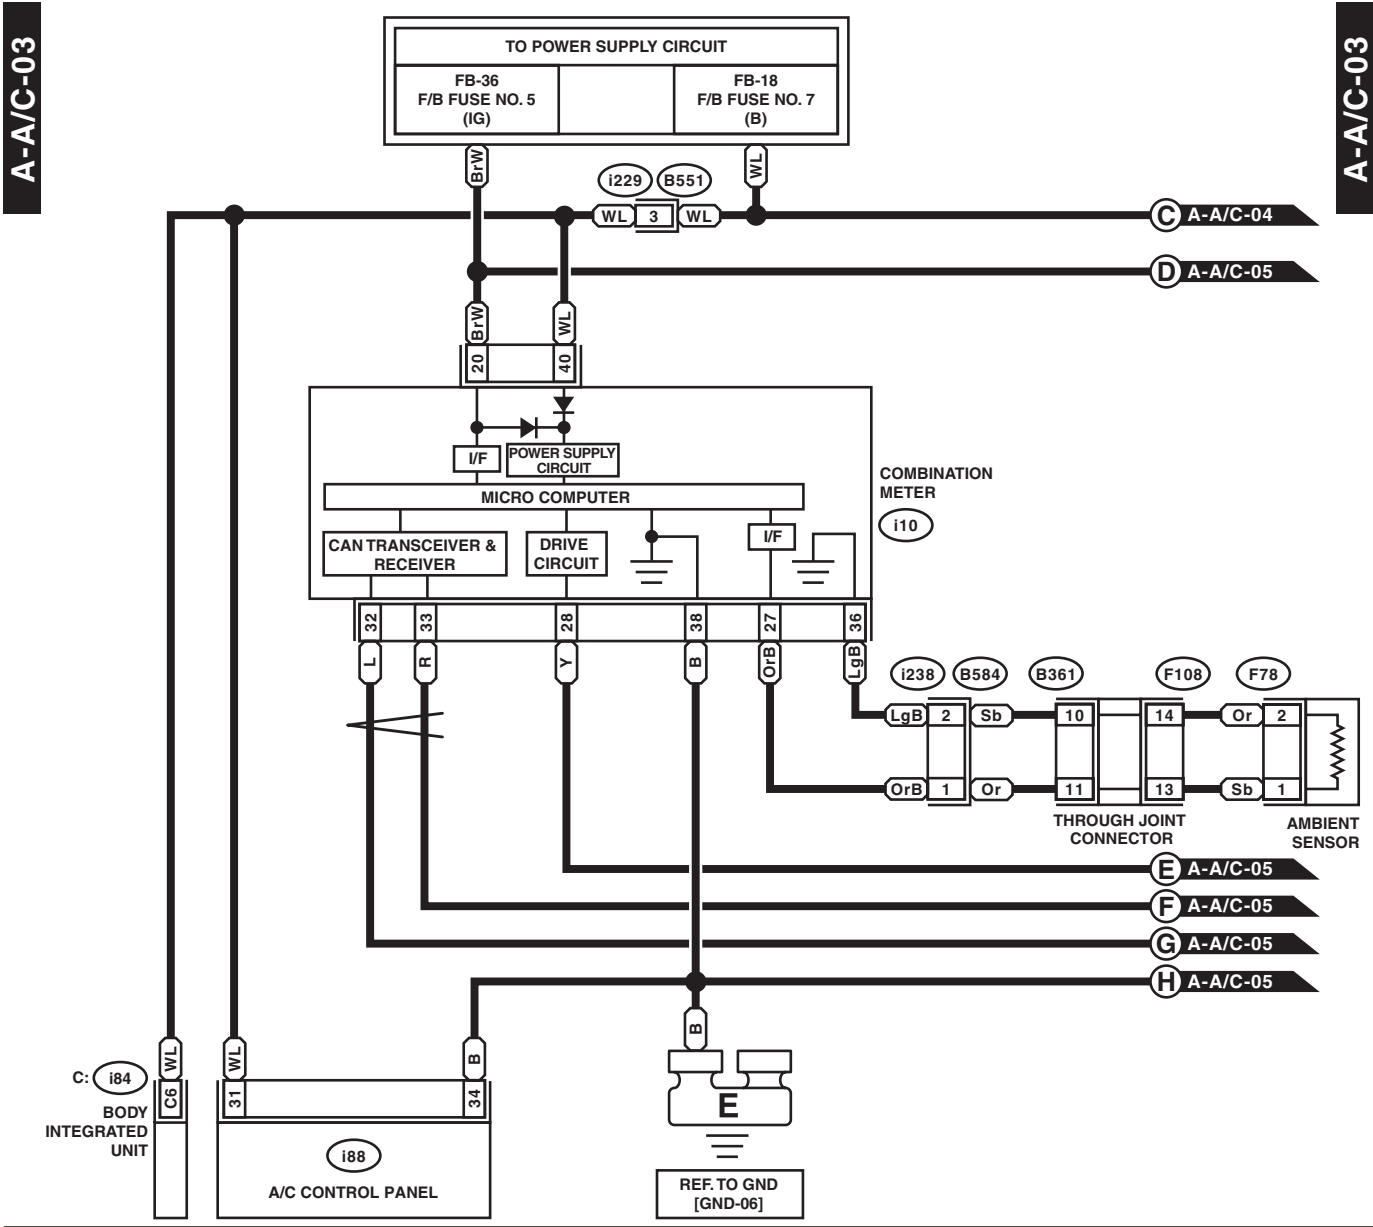 A-A/C-03
A-A/C-03
TO POWER SUPPLY CIRCUIT
FB-36
F/B FUSE NO. 5
(IG)
FB-18
F/B FUSE NO. 7
(B)
BrW
WL
i229
B551
WL
3
WL
C
A-A/C-04
D
A-A/C-05
BrW
WL
20
40
I/F
POWER SUPPLY
CIRCUIT
MICRO COMPUTER
COMBINATION
METER
i10
CAN TRANSCEIVER &
RECEIVER
DRIVE
CIRCUIT
I/F
32
33
28
38
27
36
L
R
Y
B
OrB
LgB
i238
B584
B361
F108
F78
LgB
2
Sb
10
14
Or
2
OrB
1
Or
11
13
Sb
1
THROUGH JOINT
CONNECTOR
AMBIENT
SENSOR
E
A-A/C-05
F
A-A/C-05
G
A-A/C-05
H
A-A/C-05
B
WL
WL
B
C:
i84
C6
31
34
BODY
INTEGRATED
UNIT
E
i88
A/C CONTROL PANEL
REF. TO GND
[GND-06]